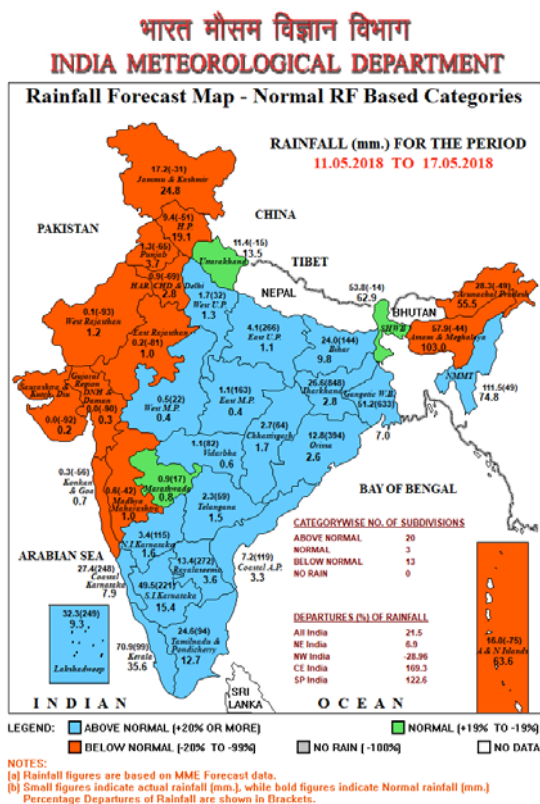 भारत मौसम विज्ञान विभाग
INDIA METEOROLOGICAL DEPARTMENT
Rainfall Forecast Map - Normal RF Based Categories
RAINFALL (mm.) FOR THE PERIOD
11.05.2018 TO 17.05.2018
17.2(-31)
Jammu & Kashmir
24.8
PAKISTAN
9.4(-51)
H.P.
19.1
CHINA
1.3(-65)
Punjab
3.7
11.4(-15)
Uttarakhand
13.5
TIBET
0.9(-69)
HAR. CHD & Delhi
2.8
NEPAL
53.8(-14)
62.9
SHWB
BHUTAN
28.3(-49)
Arunachal Pradesh
55.5
0.1(-93)
West Rajasthan
1.2
East Rajasthan
0.2(-81)
1.0
1.7(32)
West U.P.
1.3
4.1(266)
East U.P.
1.1
24.0(144)
Bihar
9.8
57.9(-44)
Assam & Meghalaya
103.0
NMMT
111.5(49)
74.8
Saurashtra &
Kutch, Diu
0.0(-92)
0.2
Gujarat
Region
DNH &
Daman
0.0(-90)
0.3
0.5(22)
West M.P.
0.4
1.1(163)
East M.P.
0.4
26.6(848)
Jharkhand
2.8
Gangetic W.B.
51.2(633)
7.0
1.1(82)
Vidarbha
0.6
2.7(64)
Chhattisgarh
1.7
12.8(394)
Orissa
2.6
0.3(-56)
Konkan
& Goa
0.7
0.6(-42)
Madhya
Maharashtra
1.0
0.9(17)
Marathwada
0.8
2.3(59)
Telangana
1.5
BAY OF BENGAL
ARABIAN SEA
3.4(115)
N.I.Karnataka
1.6
13.4(272)
Rayalaseema
3.6
7.2(119)
Coastal A.P.
3.3
27.4(248)
Coastal
Karnataka
7.9
49.5(221)
S.I.Karnataka
15.4
CATEGORYWISE NO. OF SUBDIVISIONS
ABOVE NORMAL 20
NORMAL 3
BELOW NORMAL 13
NO RAIN 0
32.3(249)
9.3
Lakshadweep
24.6(94)
Tamilnadu &
Pondicherry
12.7
70.9(99)
Kerala
35.6
DEPARTURES (%) OF RAINFALL
All India 21.5
NE India 6.9
NW India -28.96
CE India 169.3
SP India 122.6
16.0(-75)
A & N Islands
63.6
SRI
LANKA
INDIAN OCEAN
LEGEND: ABOVE NORMAL (+20% OR MORE) NORMAL (+19% TO -19%)
BELOW NORMAL (-20% TO -99%) NO RAIN (-100%) NO DATA
NOTES:
(a) Rainfall figures are based on MME Forecast data.
(b) Small figures indicate actual rainfall (mm.), while bold figures indicate Normal rainfall (mm.)
Percentage Departures of Rainfall are shown in Brackets.